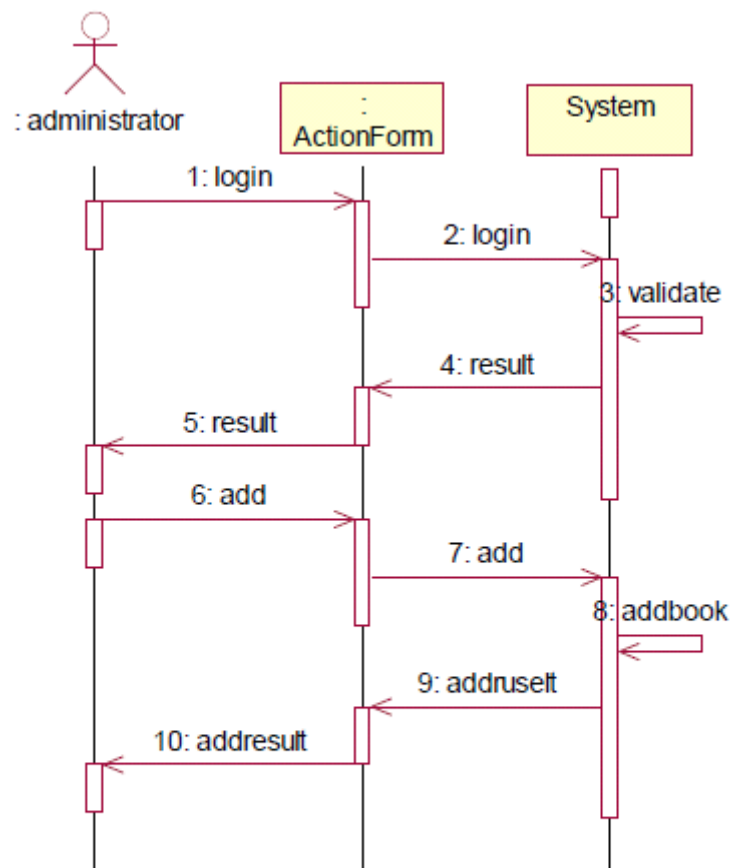 : administrator
:
ActionForm
System
1: login
2: login
3: validate
4: result
5: result
6: add
7: add
8: addbook
9: addruselt
10: addresult